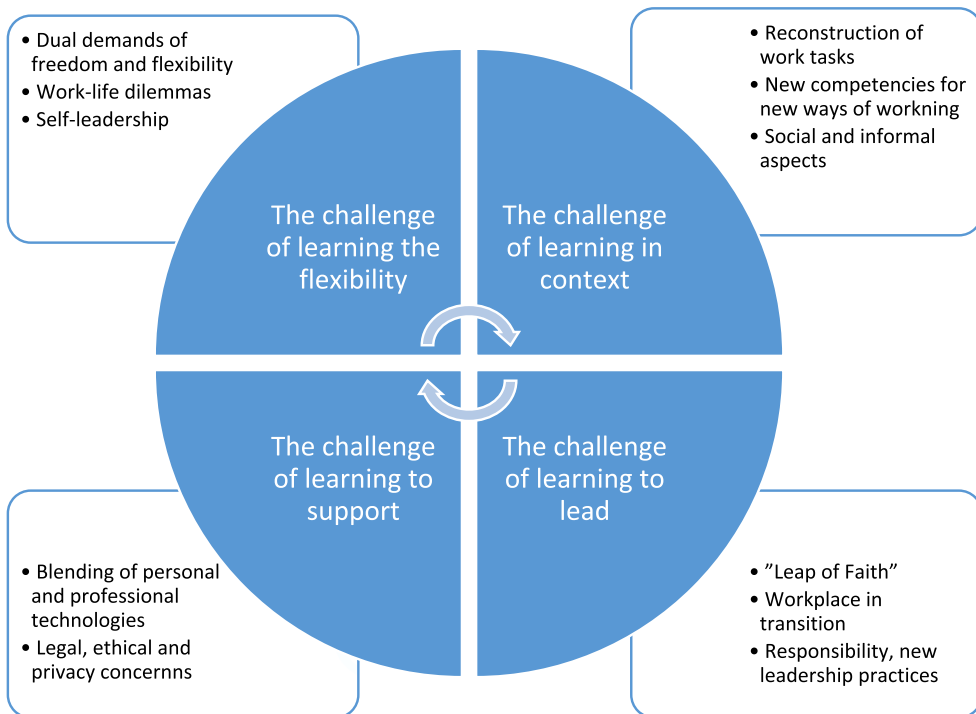 • Dual demands of
freedom and flexibility
• Work-life dilemmas
• Self-leadership
• Reconstruction of
work tasks
• New competencies for
new ways of workning
• Social and informal
aspects
The challenge
of learning the
flexibility
The challenge
of learning in
context
The challenge
of learning to
support
The challenge
of learning to
lead
• Blending of personal
and professional
technologies
• Legal, ethical and
privacy concernns
• ”Leap of Faith”
• Workplace in
transition
• Responsibility, new
leadership practices